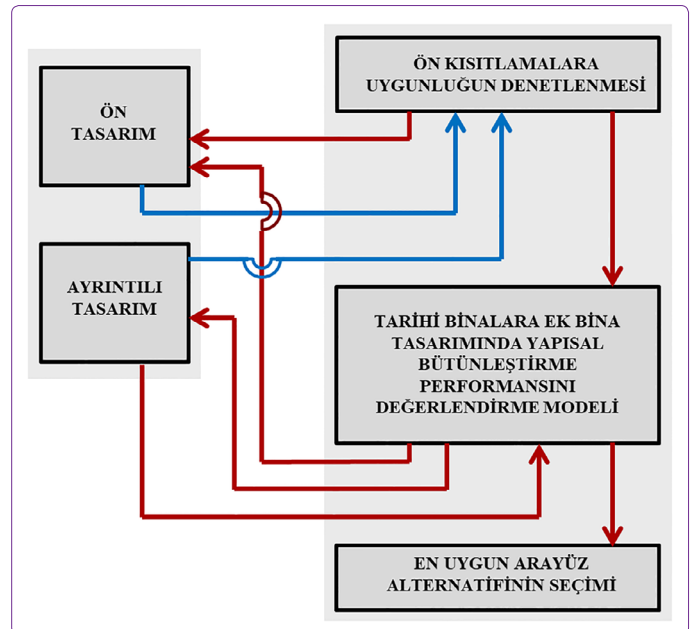 ÖN
TASARIM
AYRINTILI
TASARIM
ÖN KISITLAMALARA
UYGUNLUĞUN DENETLENMESİ
TARİHİ BİNALARA EK BİNA
TASARIMINDA YAPISAL
BÜTÜNLEŞTİRME
PERFORMANSINI
DEĞERLENDİRME MODELİ
EN UYGUN ARAYÜZ
ALTERNATİFİNİN SEÇİMİ